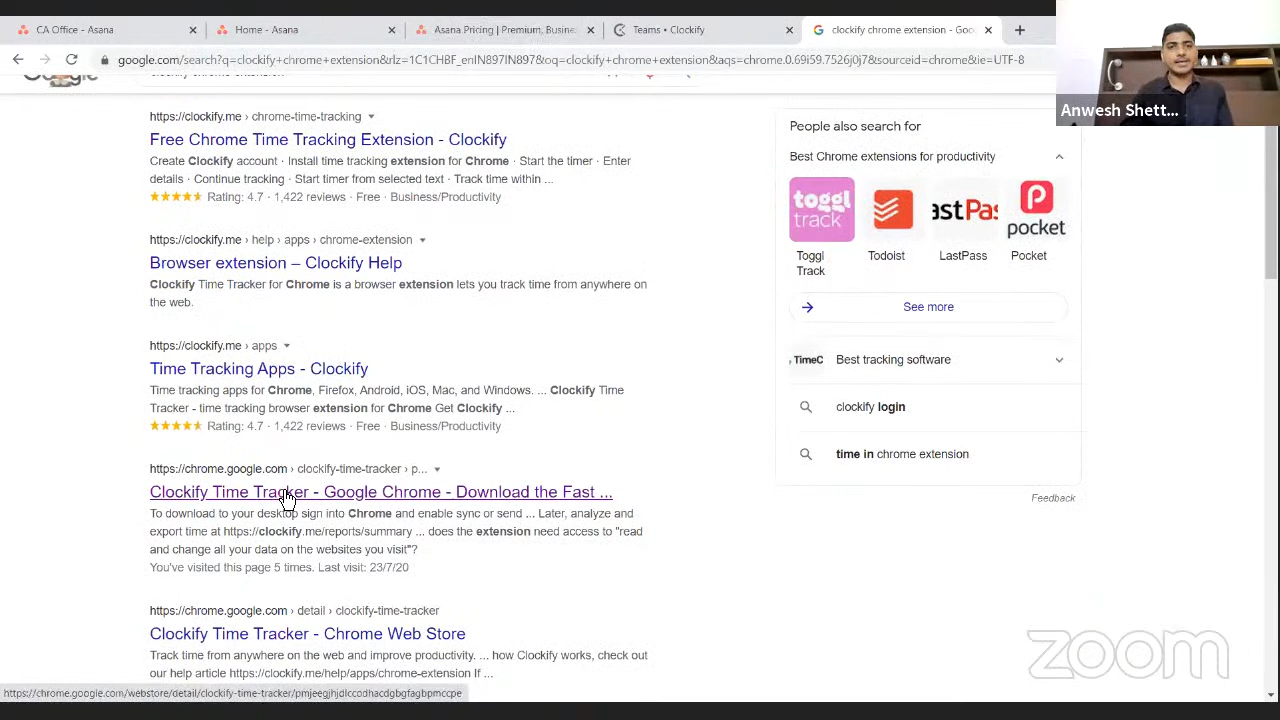 CA Office - Asana
Home - Asana
Asana Pricing | Premium, Busine
Teams • Clockify
clockify chrome extension - Goo
google.com/search?q=clockify+chrome+extension&rlz=1C1CHBF_enIN897IN897&oq=clockify+chrome+extension&aqs=chrome.0.69i59.7526j0j7&sourceid=chrome&ie=UTF-8
Anwesh Shett...
https://clockify.me › chrome-time-tracking
Free Chrome Time Tracking Extension - Clockify
Create Clockify account · Install time tracking extension for Chrome · Start the timer · Enter
details · Continue tracking · Start timer from selected text · Track time within ...
Rating: 4.7 · 1,422 reviews · Free · Business/Productivity
https://clockify.me › help › apps › chrome-extension
Browser extension – Clockify Help
Clockify Time Tracker for Chrome is a browser extension lets you track time from anywhere on
the web.
https://clockify.me › apps
Time Tracking Apps - Clockify
Time tracking apps for Chrome, Firefox, Android, iOS, Mac, and Windows. ... Clockify Time
Tracker - time tracking browser extension for Chrome Get Clockify ...
Rating: 4.7 · 1,422 reviews · Free · Business/Productivity
https://chrome.google.com › clockify-time-tracker › p...
Clockify Time Tracker - Google Chrome - Download the Fast ...
To download to your desktop sign into Chrome and enable sync or send ... Later, analyze and
export time at https://clockify.me/reports/summary ... does the extension need access to "read
and change all your data on the websites you visit"?
You've visited this page 5 times. Last visit: 23/7/20
https://chrome.google.com › detail › clockify-time-tracker
Clockify Time Tracker - Chrome Web Store
Track time from anywhere on the web and improve productivity. ... how Clockify works, check out
our help article https://clockify.me/help/apps/chrome-extension If ...
People also search for
Best Chrome extensions for productivity
toggl
track
astPas
pocket
Toggl
Track
Todoist
LastPass
Pocket
See more
TimeC
Best tracking software
clockify login
time in chrome extension
Feedback
zoom
https://chrome.google.com/webstore/detail/clockify-time-tracker/pmjeegjhjdlccodhacdgbgfagbpmccpe